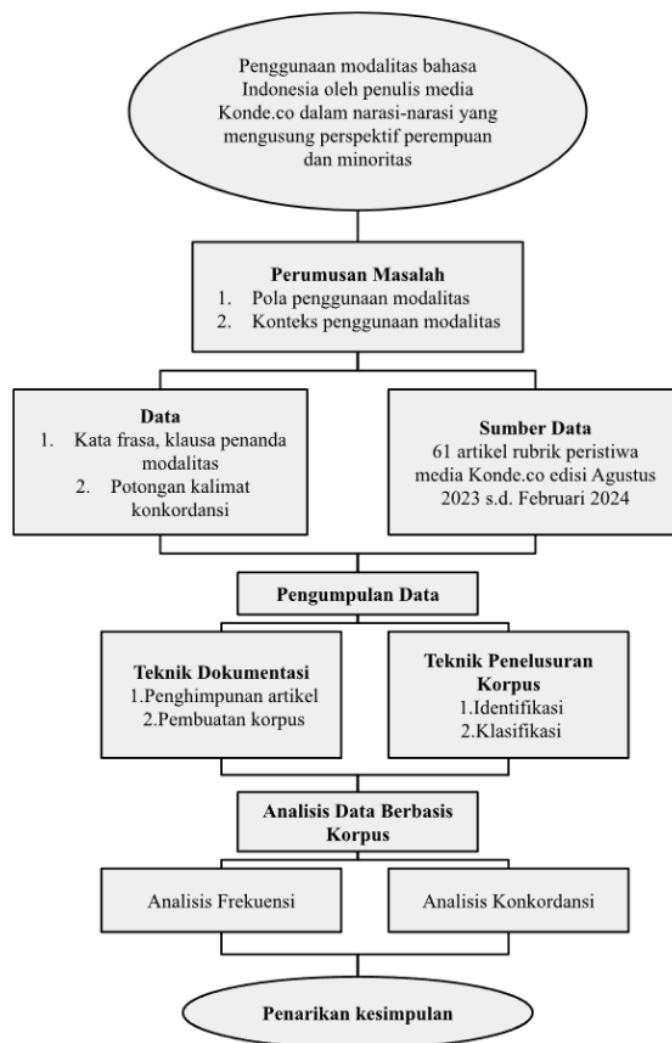 Penggunaan modalitas bahasa
Indonesia oleh penulis media
Konde.co dalam narasi-narasi yang
mengusung perspektif perempuan
dan minoritas
Perumusan Masalah
1. Pola penggunaan modalitas
2. Konteks penggunaan modalitas
Data
1. Kata frasa, klausa penanda
modalitas
2. Potongan kalimat
konkordansi
Sumber Data
61 artikel rubrik peristiwa
media Konde.co edisi Agustus
2023 s.d. Februari 2024
Pengumpulan Data
Teknik Dokumentasi
1.Penghimpunan artikel
2.Pembuatan korpus
Teknik Penelusuran
Korpus
1.Identifikasi
2.Klasifikasi
Analisis Data Berbasis
Korpus
Analisis Frekuensi
Analisis Konkordansi
Penarikan kesimpulan